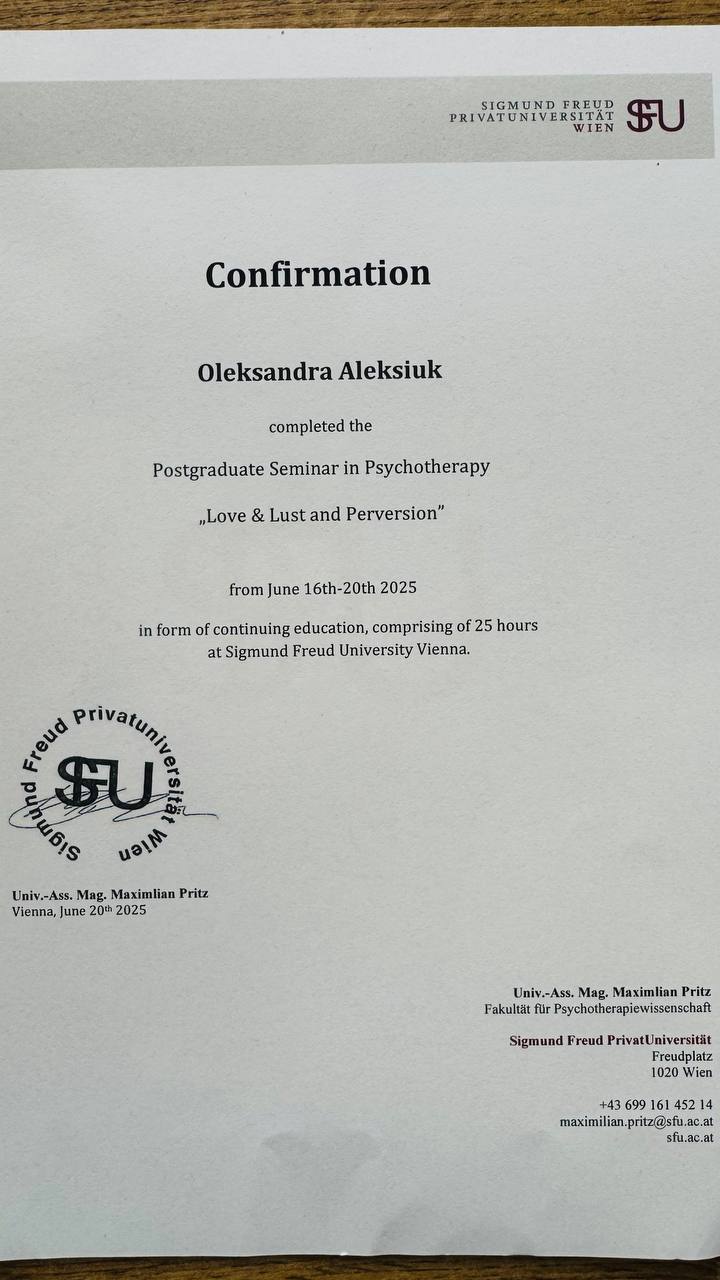 SIGMUND FREUD
PRIVATUNIVERSITÄT
WIEN
SFU
Confirmation
Oleksandra Aleksiuk
completed the
Postgraduate Seminar in Psychotherapy
„Love & Lust and Perversion”
from June 16th-20th 2025
in form of continuing education, comprising of 25 hours
at Sigmund Freud University Vienna.
Sigmund Freud Privatuniversität Wien
SFU
Univ.-Ass. Mag. Maximlian Pritz
Vienna, June 20th 2025
Univ.-Ass. Mag. Maximlian Pritz
Fakultät für Psychotherapiewissenschaft
Sigmund Freud PrivatUniversität
Freudplatz
1020 Wien
+43 699 161 452 14
maximilian.pritz@sfu.ac.at
sfu.ac.at